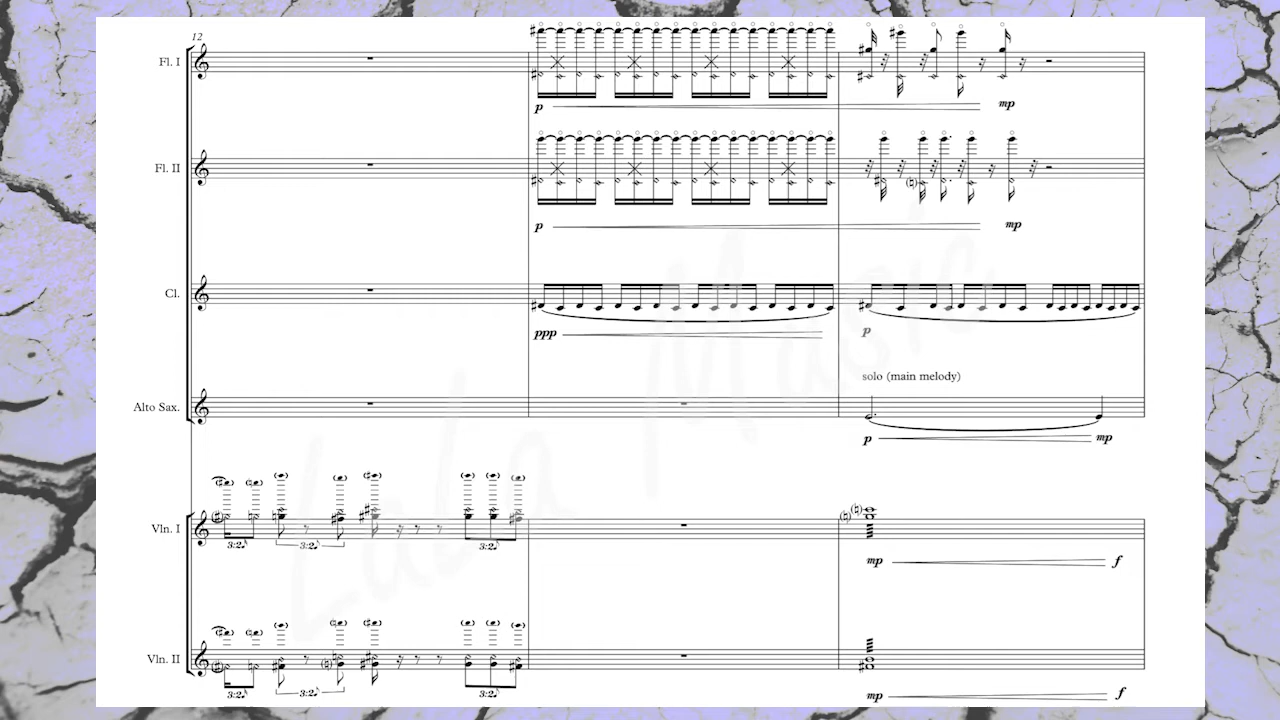 12
Fl. I
p
mp
Fl. II
p
mp
Cl.
ppp
p
solo (main melody)
Alto Sax.
p
mp
Vln. I
3:2
3:2
3:2
mp
f
Vln. II
3:2
3:2
3:2
mp
f